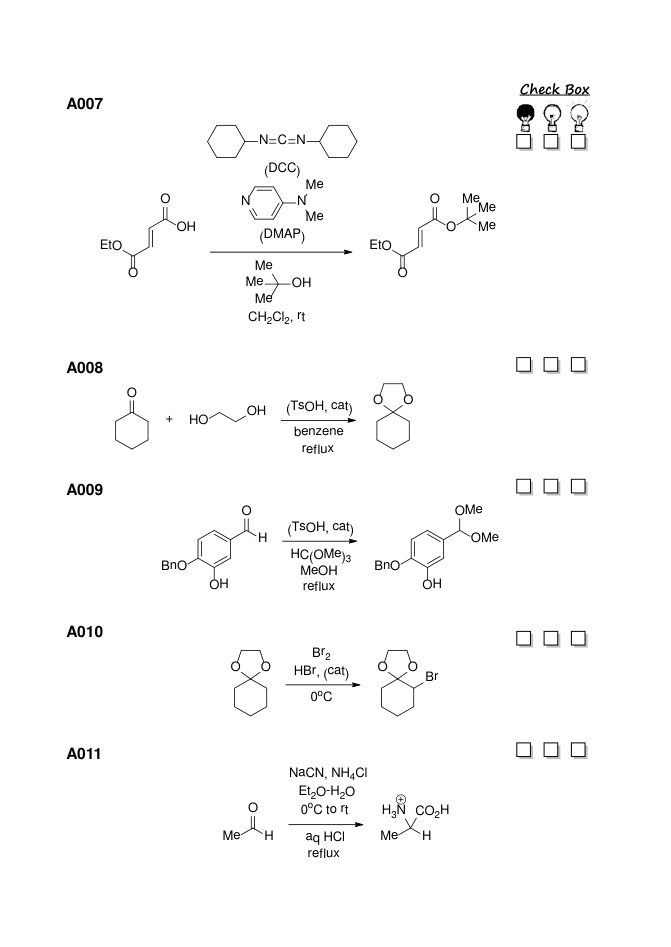 Check Box
A007
N=C=N
(DCC)
N
N
Me
Me
(DMAP)
O
OH
EtO
O
Me
Me
Me
OH
CH2Cl2, rt
O
Me
Me
Me
O
EtO
O
A008
O
+
HO
OH
(TsOH, cat)
benzene
reflux
O
O
A009
O
H
BnO
OH
(TsOH, cat)
HC(OMe)3
MeOH
reflux
OMe
OMe
BnO
OH
A010
O
O
Br2
HBr, (cat)
0ºC
O
O
Br
A011
O
Me
H
NaCN, NH4Cl
Et2O-H2O
0ºC to rt
aq HCl
reflux
+
H3N
CO2H
Me
H